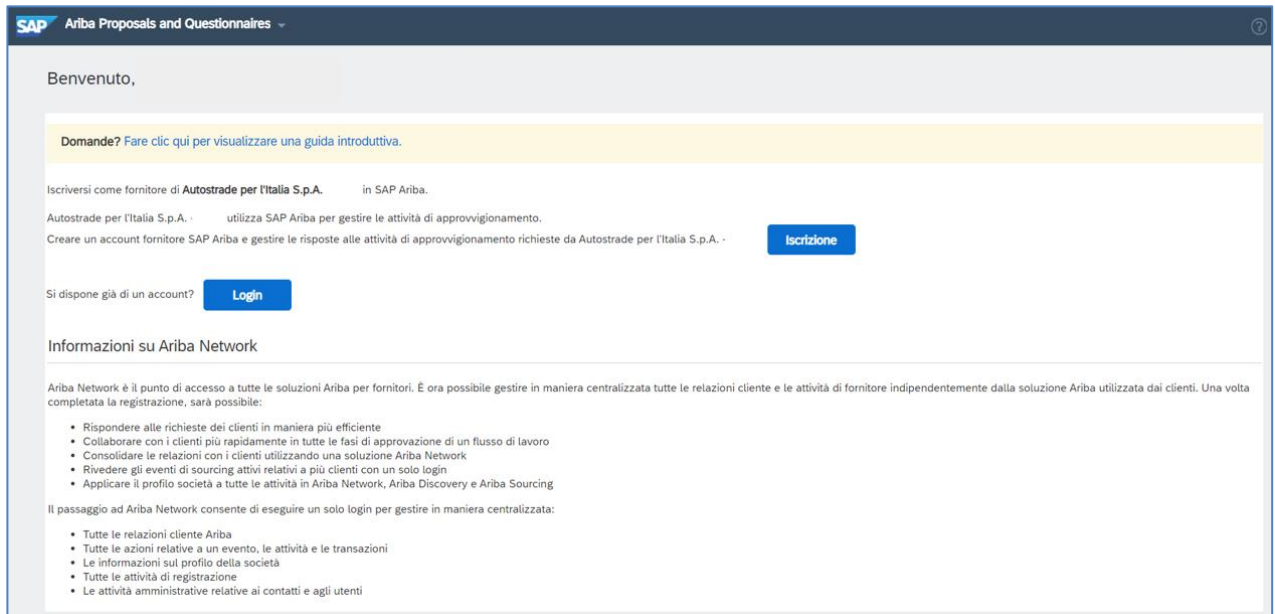 SAP Ariba Proposals and Questionnaires
Benvenuto,
Domande? Fare clic qui per visualizzare una guida introduttiva.
Iscriversi come fornitore di Autostrade per l'Italia S.p.A. in SAP Ariba.
Autostrade per l'Italia S.p.A. - utilizza SAP Ariba per gestire le attività di approvvigionamento.
Creare un account fornitore SAP Ariba e gestire le risposte alle attività di approvvigionamento richieste da Autostrade per l'Italia S.p.A. - Iscrizione
Si dispone già di un account? Login
Informazioni su Ariba Network
Ariba Network è il punto di accesso a tutte le soluzioni Ariba per fornitori. È ora possibile gestire in maniera centralizzata tutte le relazioni cliente e le attività di fornitore indipendentemente dalla soluzione Ariba utilizzata dai clienti. Una volta
completata la registrazione, sarà possibile:
• Rispondere alle richieste dei clienti in maniera più efficiente
• Collaborare con i clienti più rapidamente in tutte le fasi di approvazione di un flusso di lavoro
• Consolidare le relazioni con i clienti utilizzando una soluzione Ariba Network
• Rivedere gli eventi di sourcing attivi relativi a più clienti con un solo login
• Applicare il profilo società a tutte le attività in Ariba Network, Ariba Discovery e Ariba Sourcing
Il passaggio ad Ariba Network consente di eseguire un solo login per gestire in maniera centralizzata:
• Tutte le relazioni cliente Ariba
• Tutte le azioni relative a un evento, le attività e le transazioni
• Le informazioni sul profilo della società
• Tutte le attività di registrazione
• Le attività amministrative relative ai contatti e agli utenti